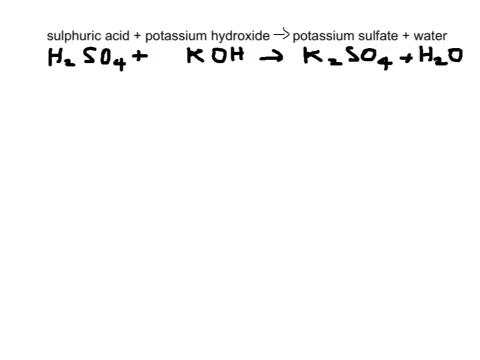 sulphuric acid + potassium hydroxide → potassium sulfate + water
H₂SO₄ + KOH → K₂SO₄ + H₂O